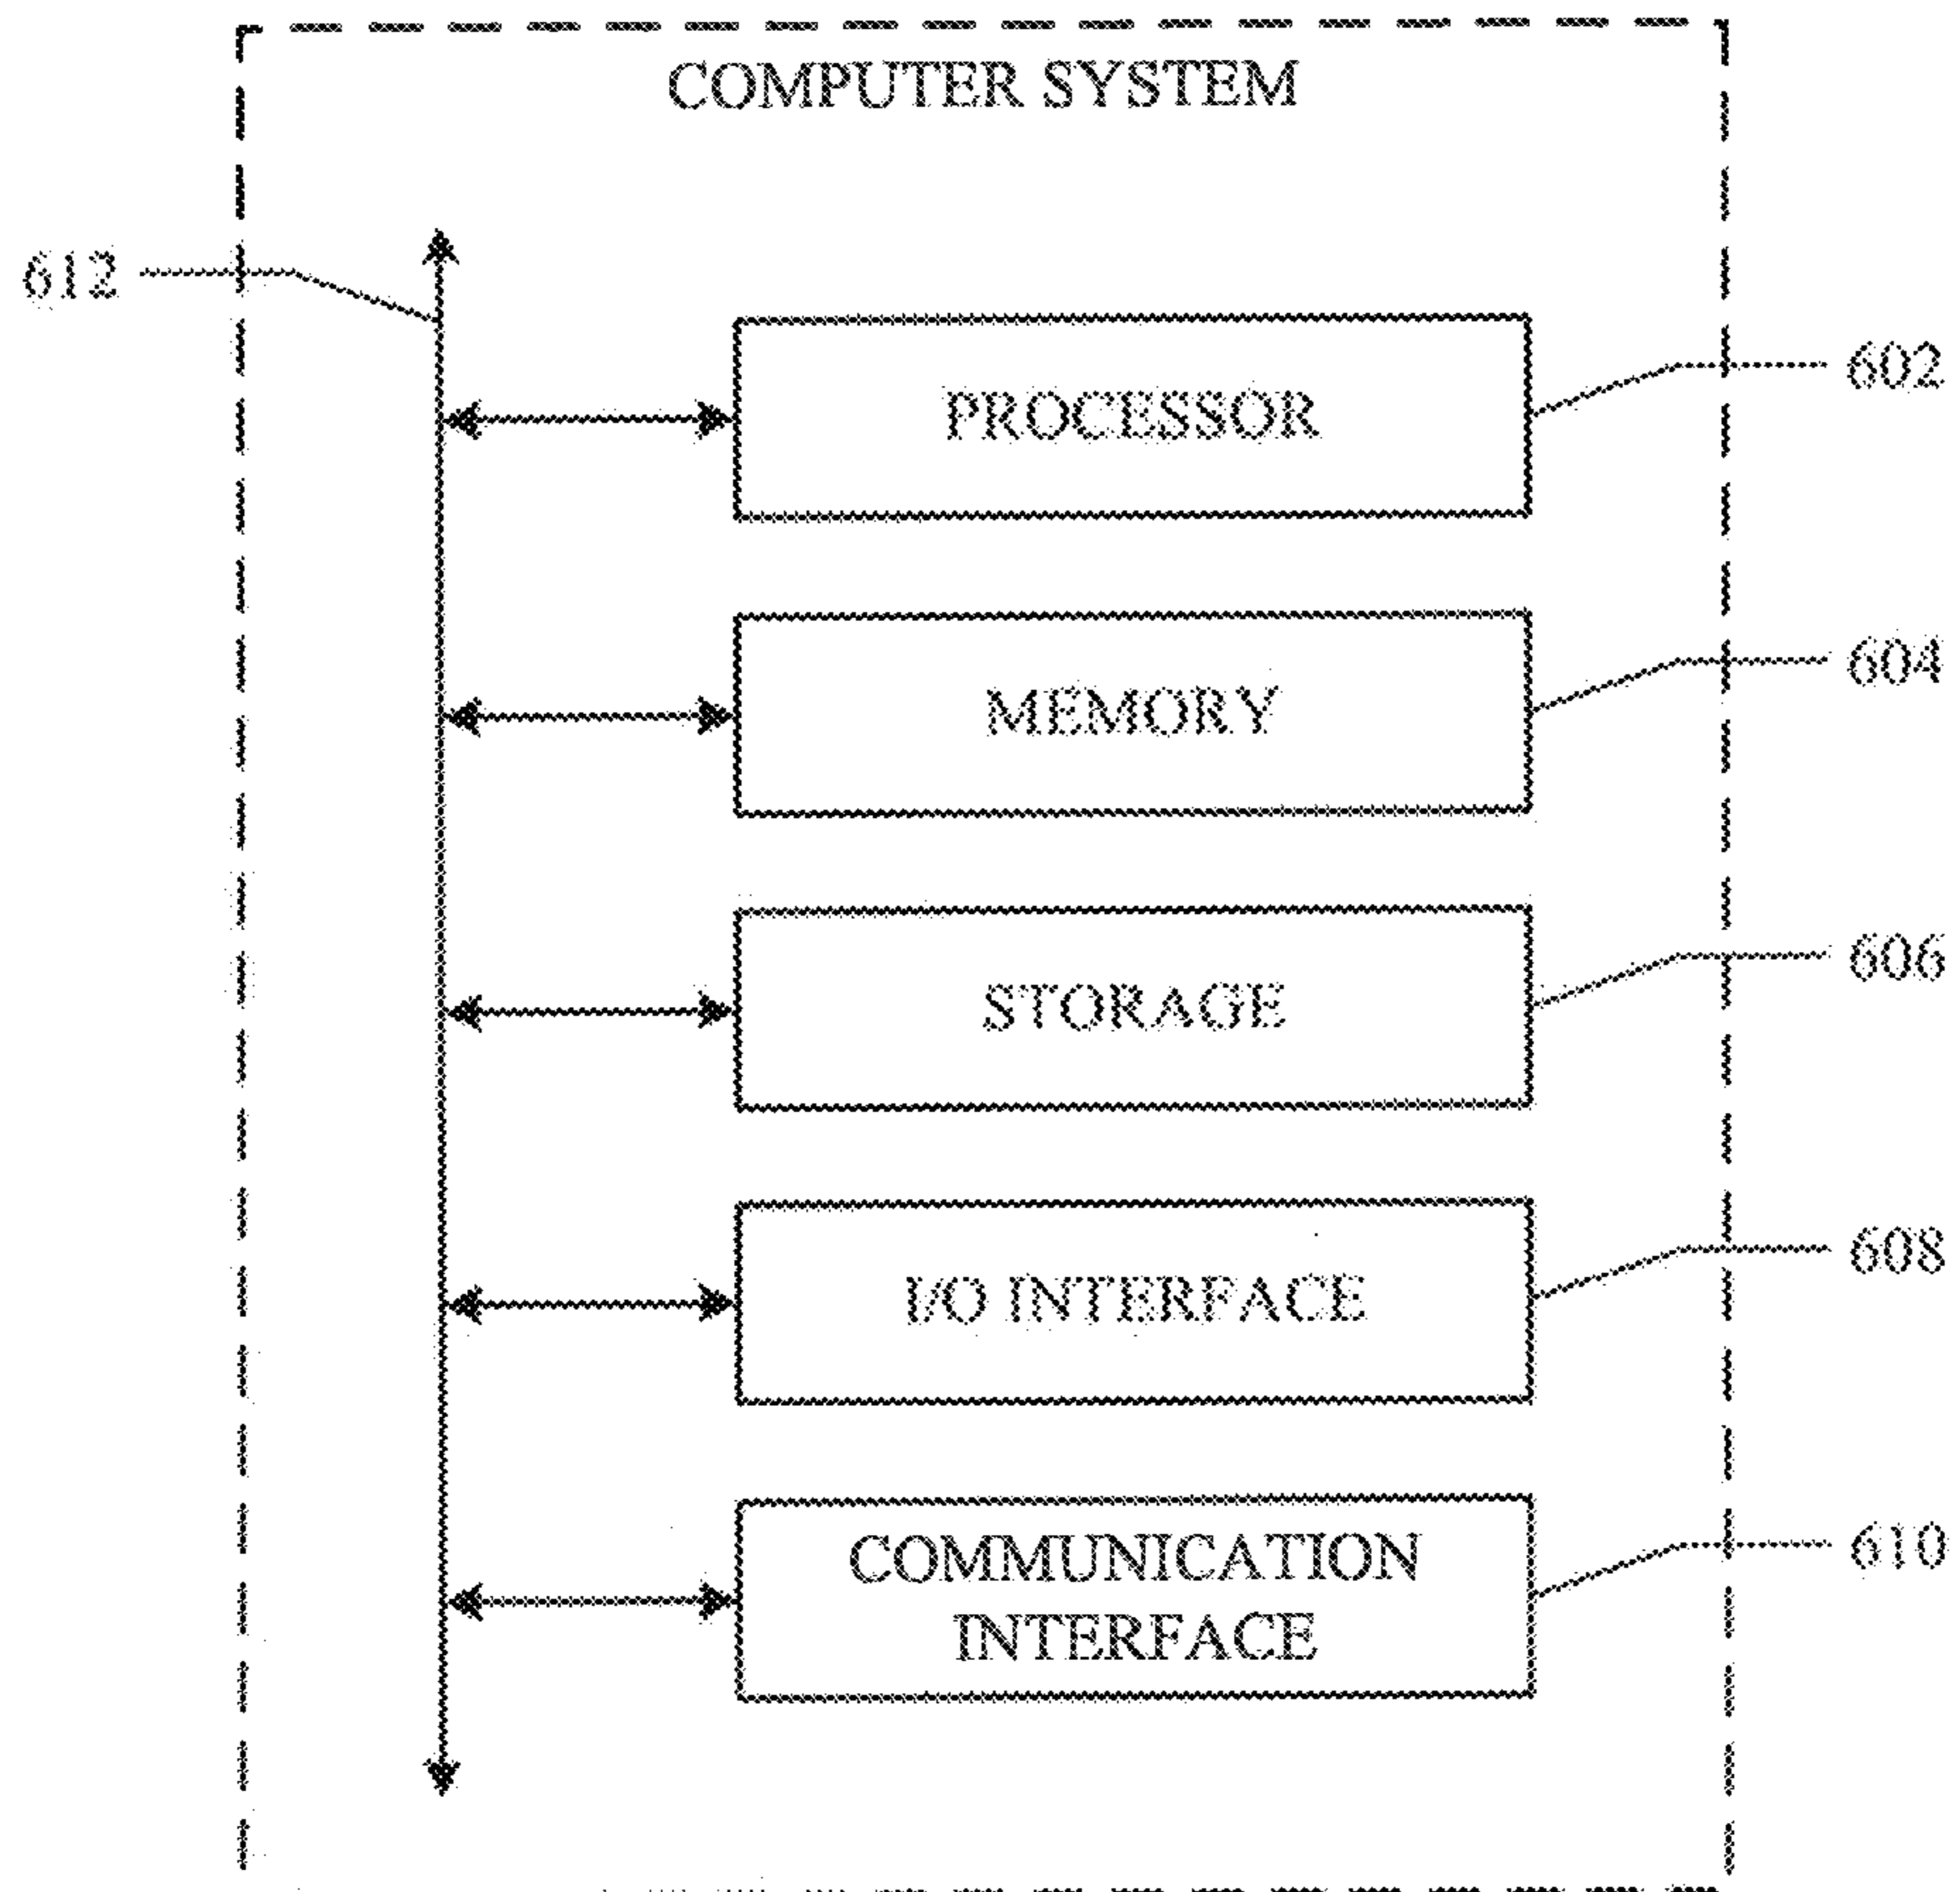 COMPUTER SYSTEM
612
PROCESSOR
602
MEMORY
604
STORAGE
606
I/O INTERFACE
608
COMMUNICATION
INTERFACE
610